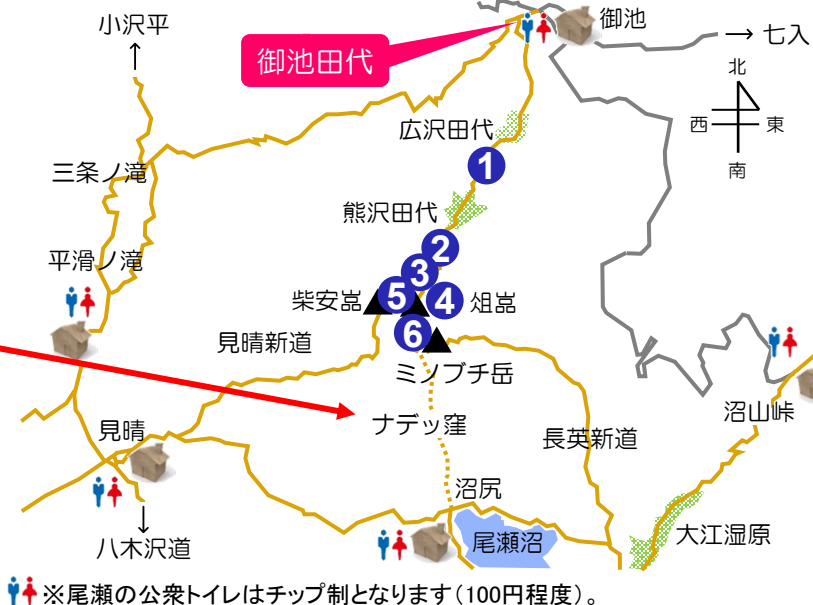 小沢平
↑
御池
→ 七入
御池田代
北
西 東
南
広沢田代
1
三条ノ滝
熊沢田代
平滑ノ滝
2
3
柴安嵓
5
4
俎嵓
6
見晴新道
ミノブチ岳
ナデッ窪
沼山峠
見晴
長英新道
沼尻
大江湿原
尾瀬沼
↓
八木沢道
※尾瀬の公衆トイレはチップ制となります(100円程度)。